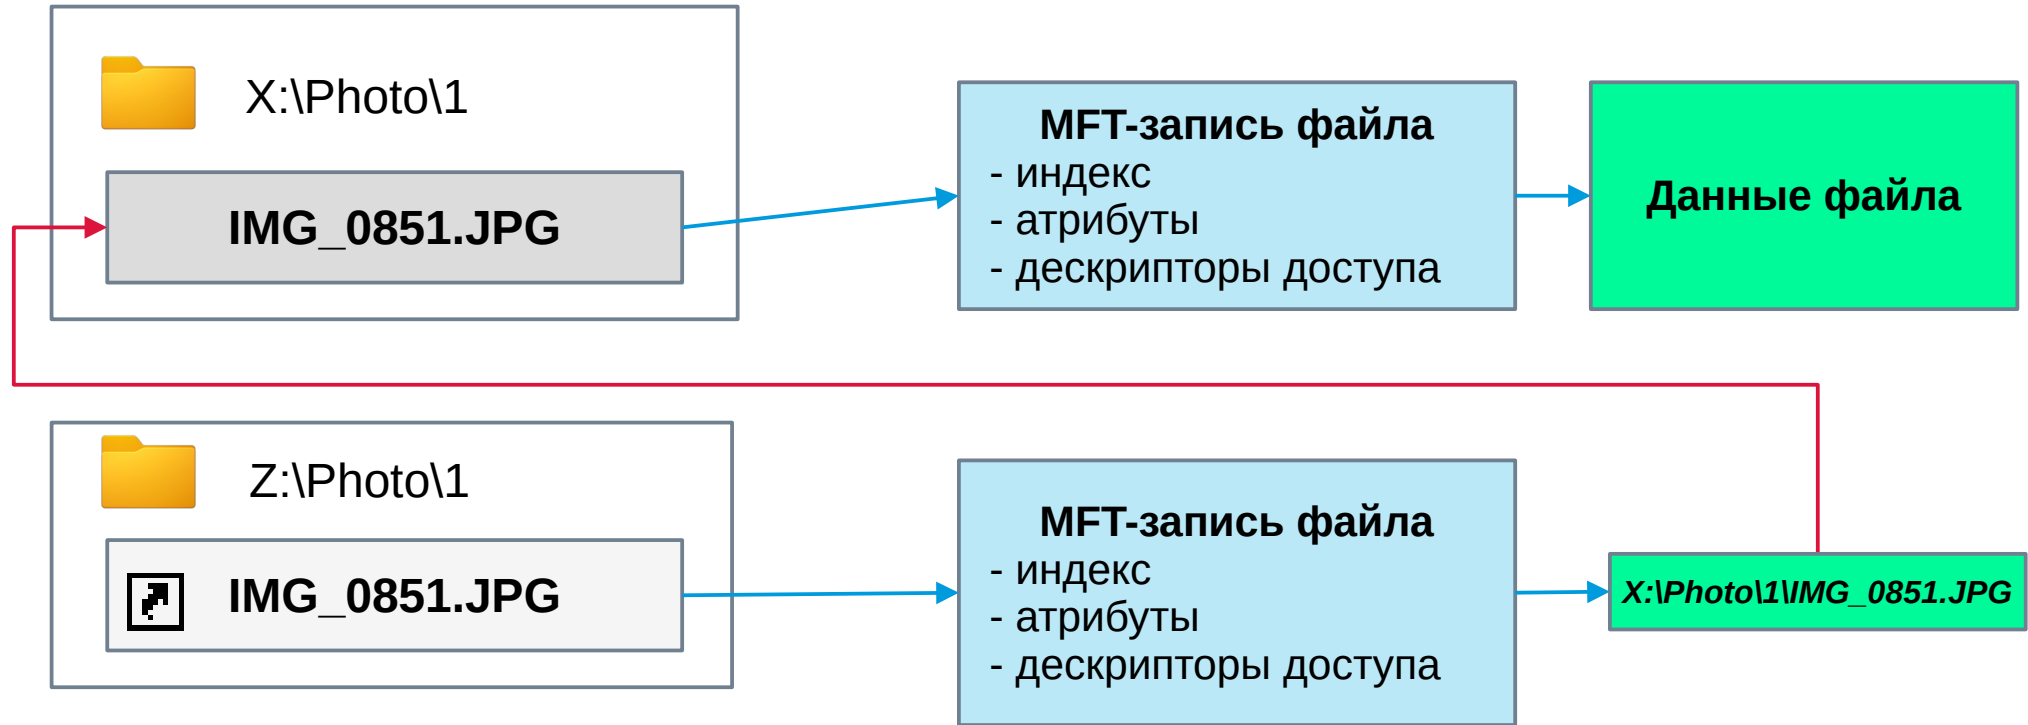 X:\Photo\1
IMG_0851.JPG
MFT-запись файла
- индекс
- атрибуты
- дескрипторы доступа
Данные файла
Z:\Photo\1
IMG_0851.JPG
MFT-запись файла
- индекс
- атрибуты
- дескрипторы доступа
X:\Photo\1\IMG_0851.JPG